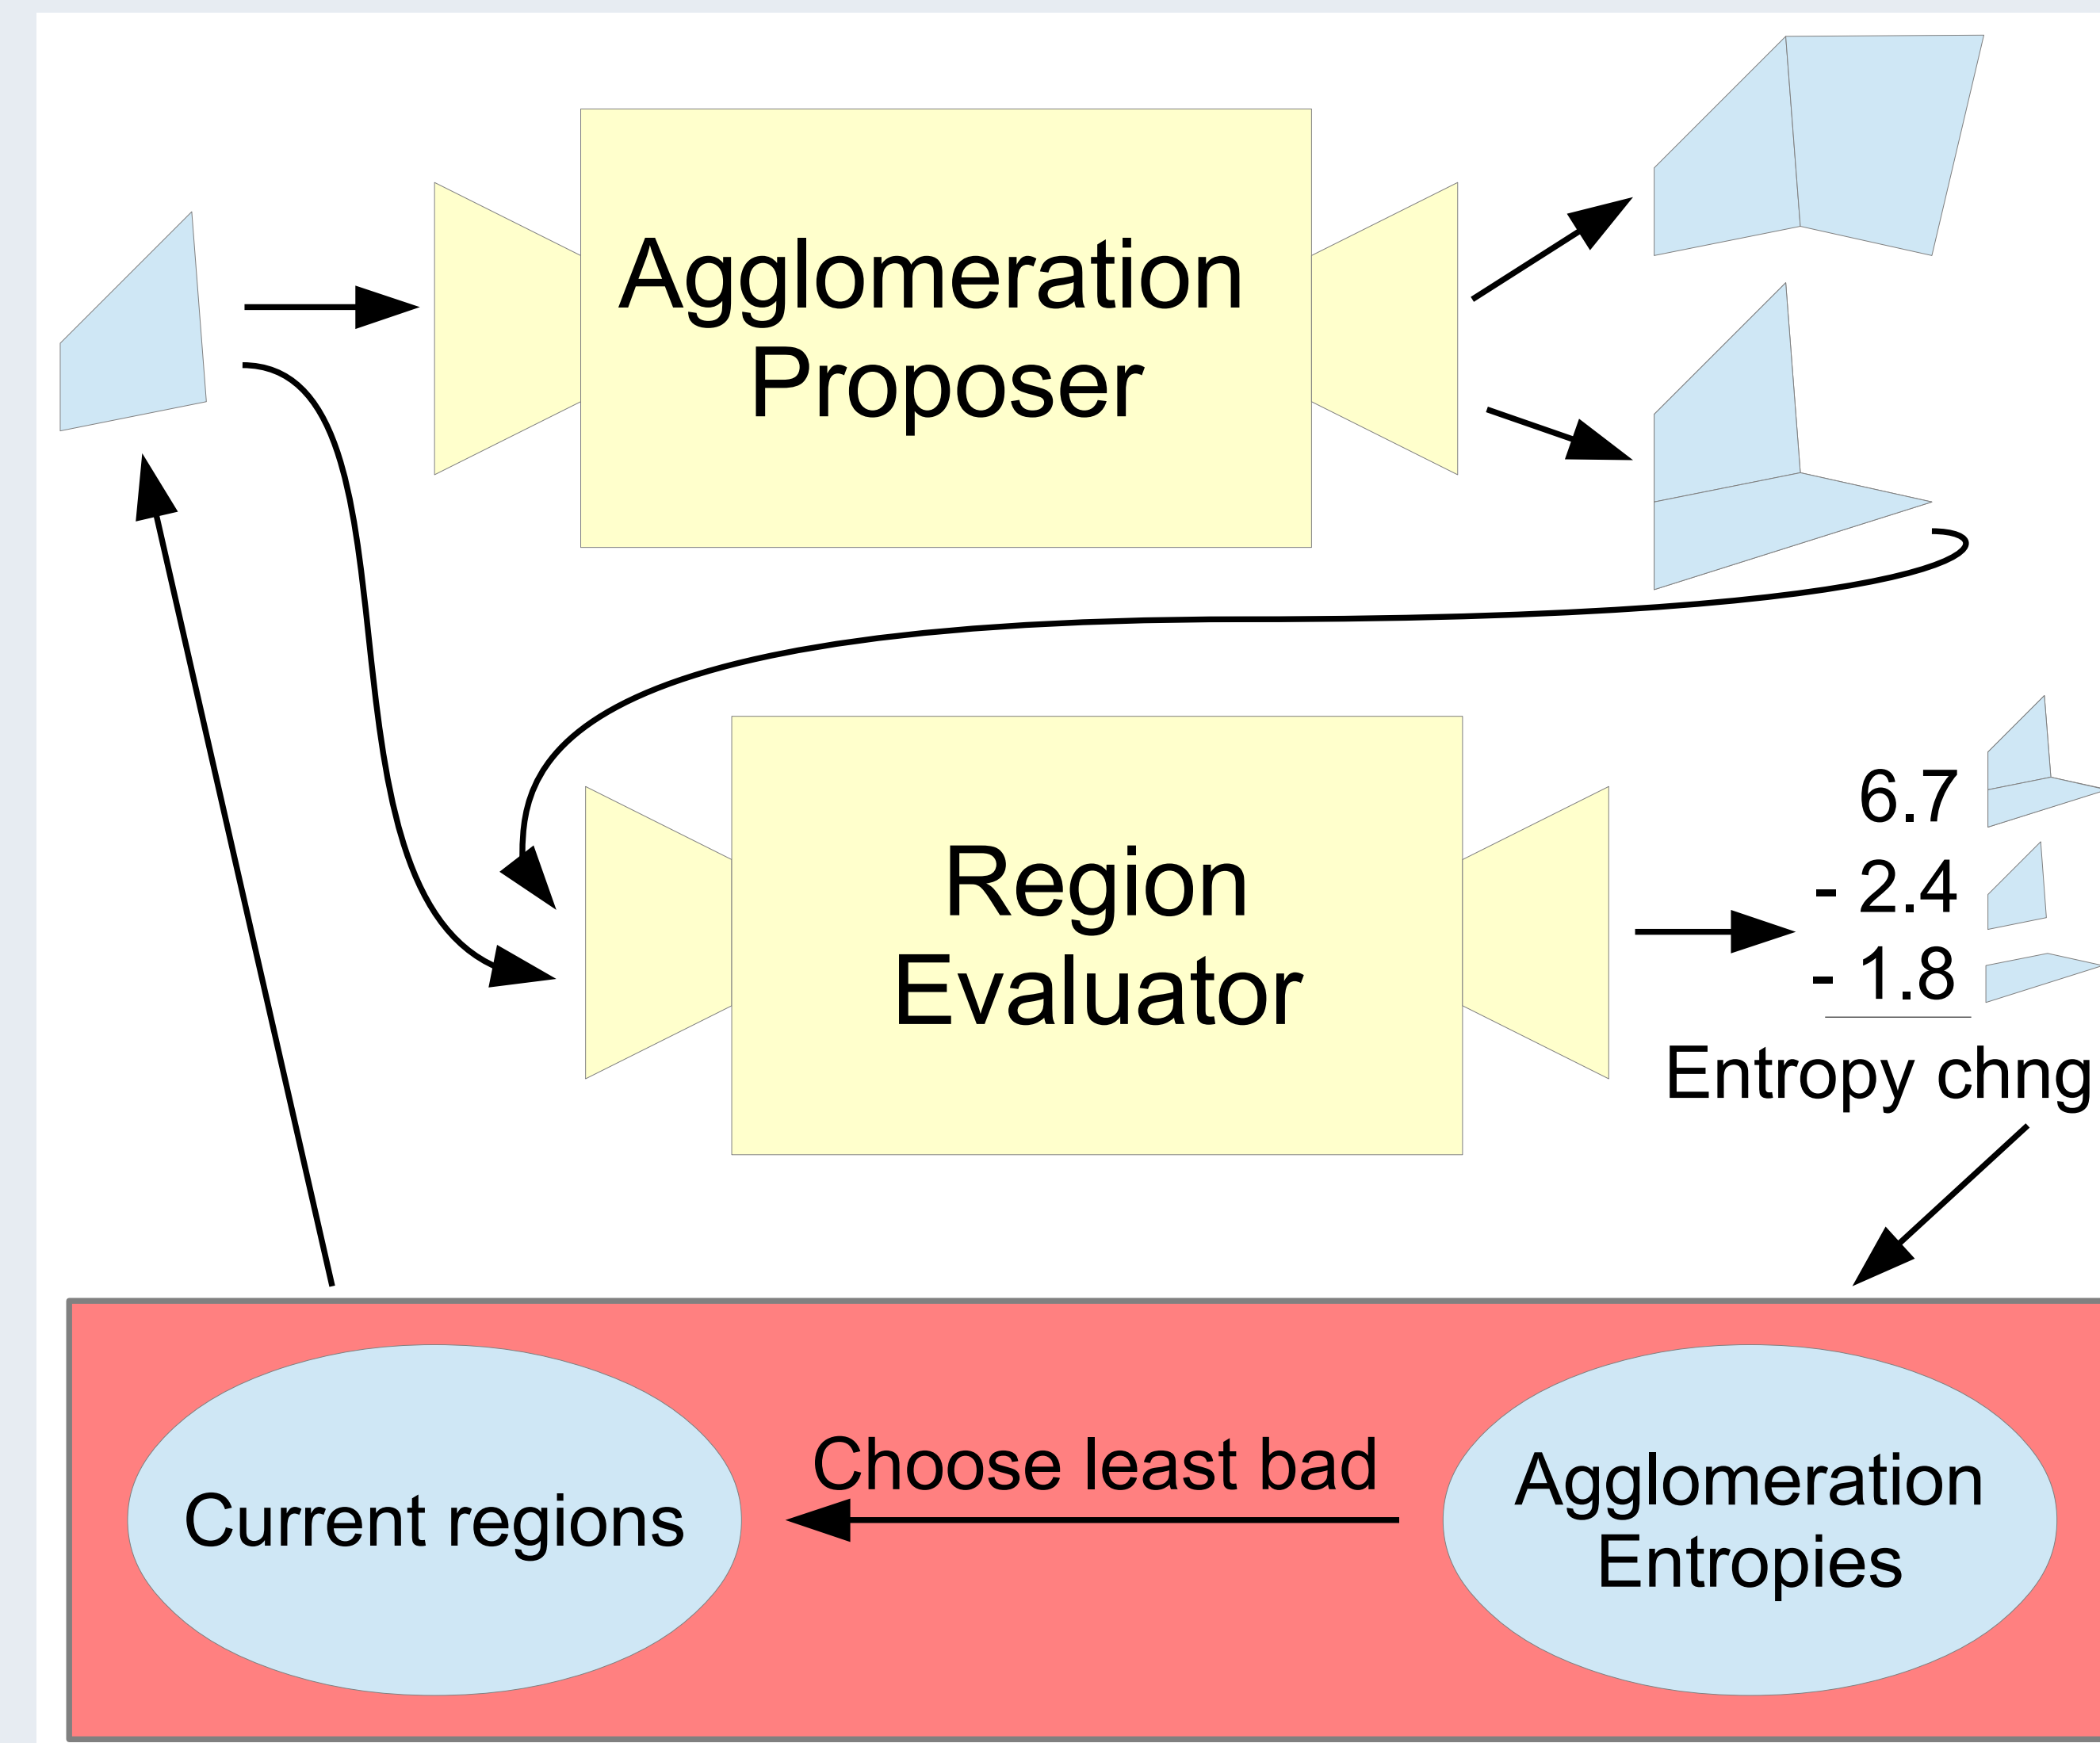 Agglomeration
Proposer
6.7
- 2.4
- 1.8
Region
Evaluator
Entropy chng
Choose least bad
Current regions
Agglomeration
Entropies